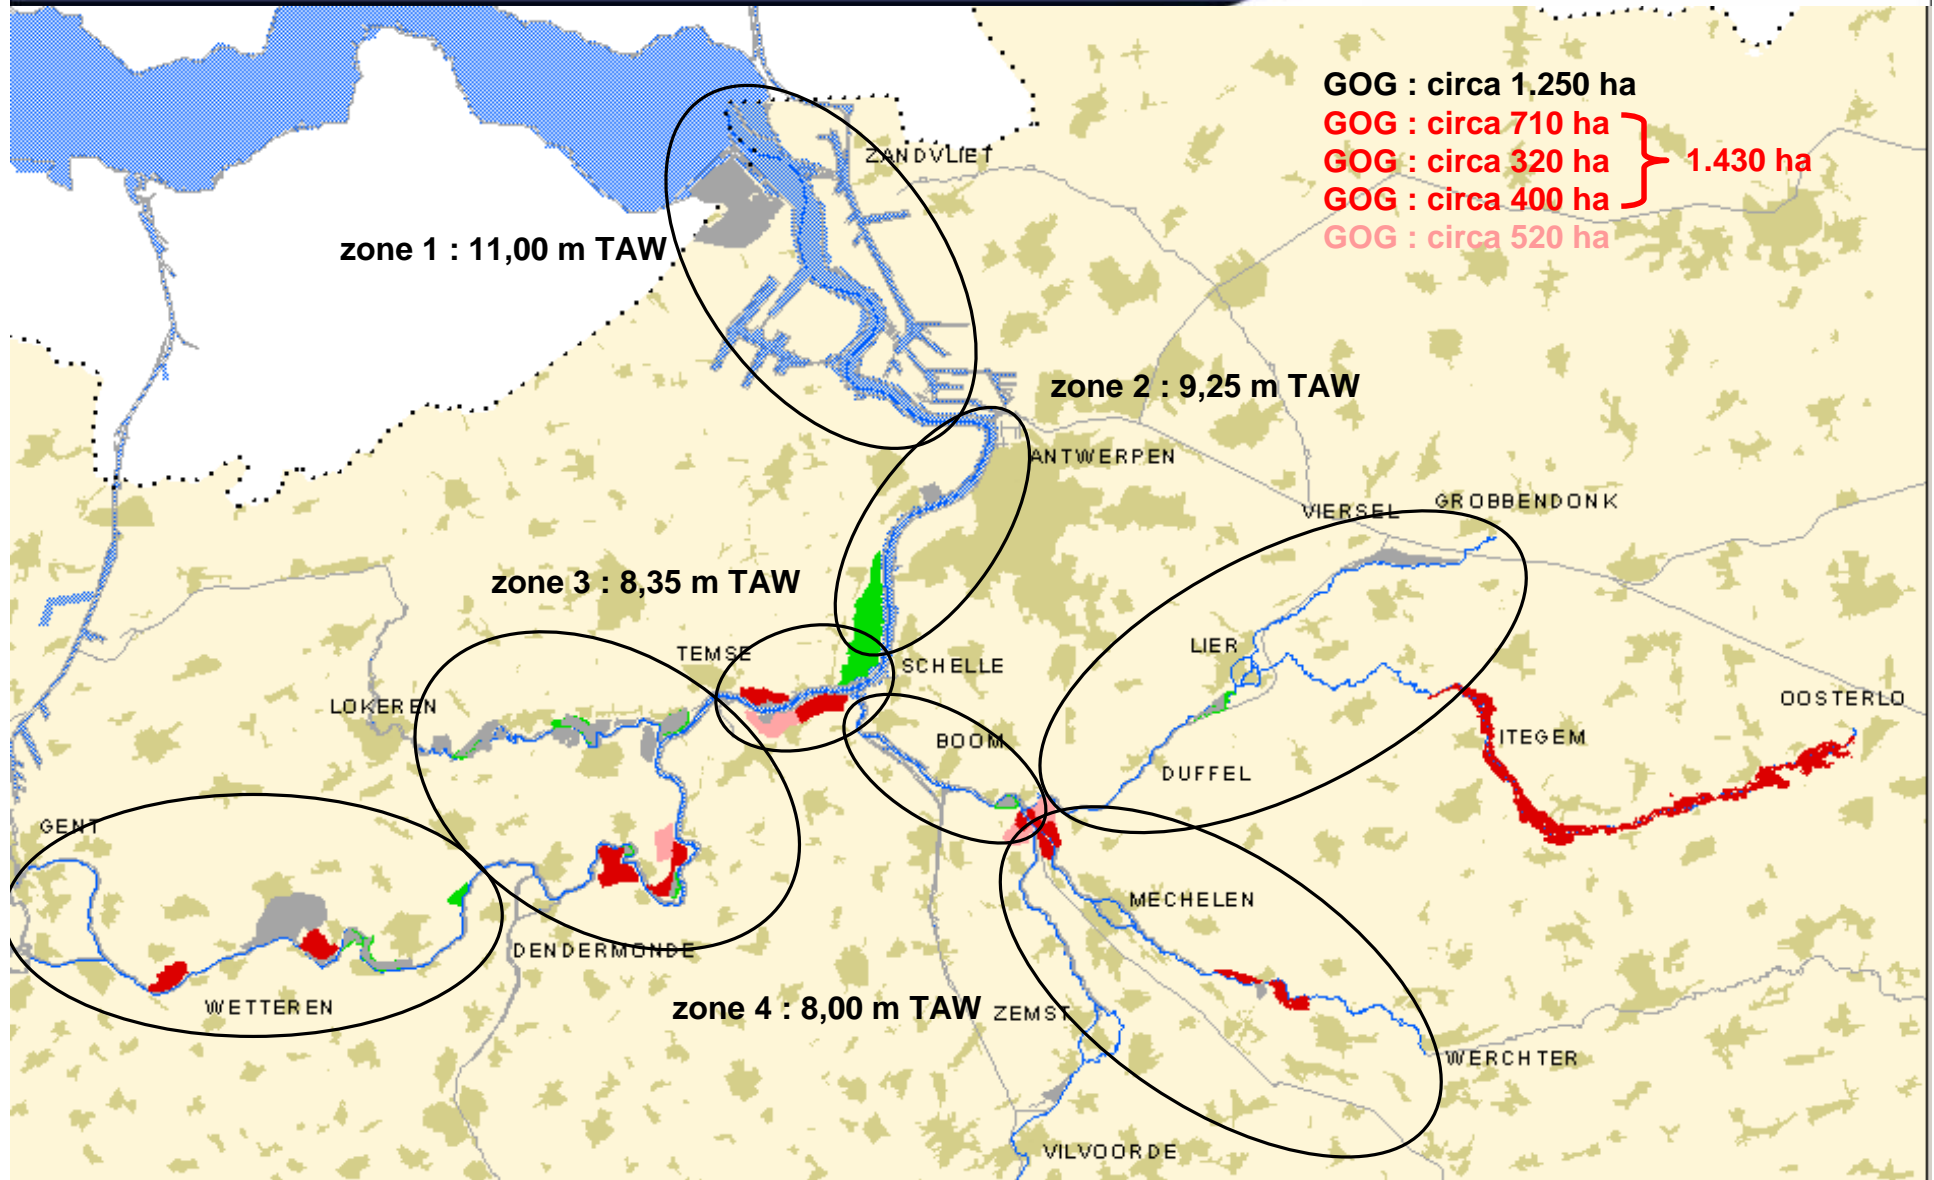 GOG : circa 1.250 ha
GOG : circa 710 ha
GOG : circa 320 ha
1.430 ha
GOG : circa 400 ha
GOG : circa 520 ha
ZANDVLIET
zone 1 : 11,00 m TAW
zone 2 : 9,25 m TAW
ANTWERPEN
GROBBENDONK
VIERSEL
zone 3 : 8,35 m TAW
LIER
TEMSE
SCHELLE
OOSTERLO
LOKEREN
BOOM
ITEGEM
DUFFEL
GENT
MECHELEN
DENDERMONDE
WETTEREN
zone 4 : 8,00 m TAW
ZEMST
WERCHTER
VILVOORDE